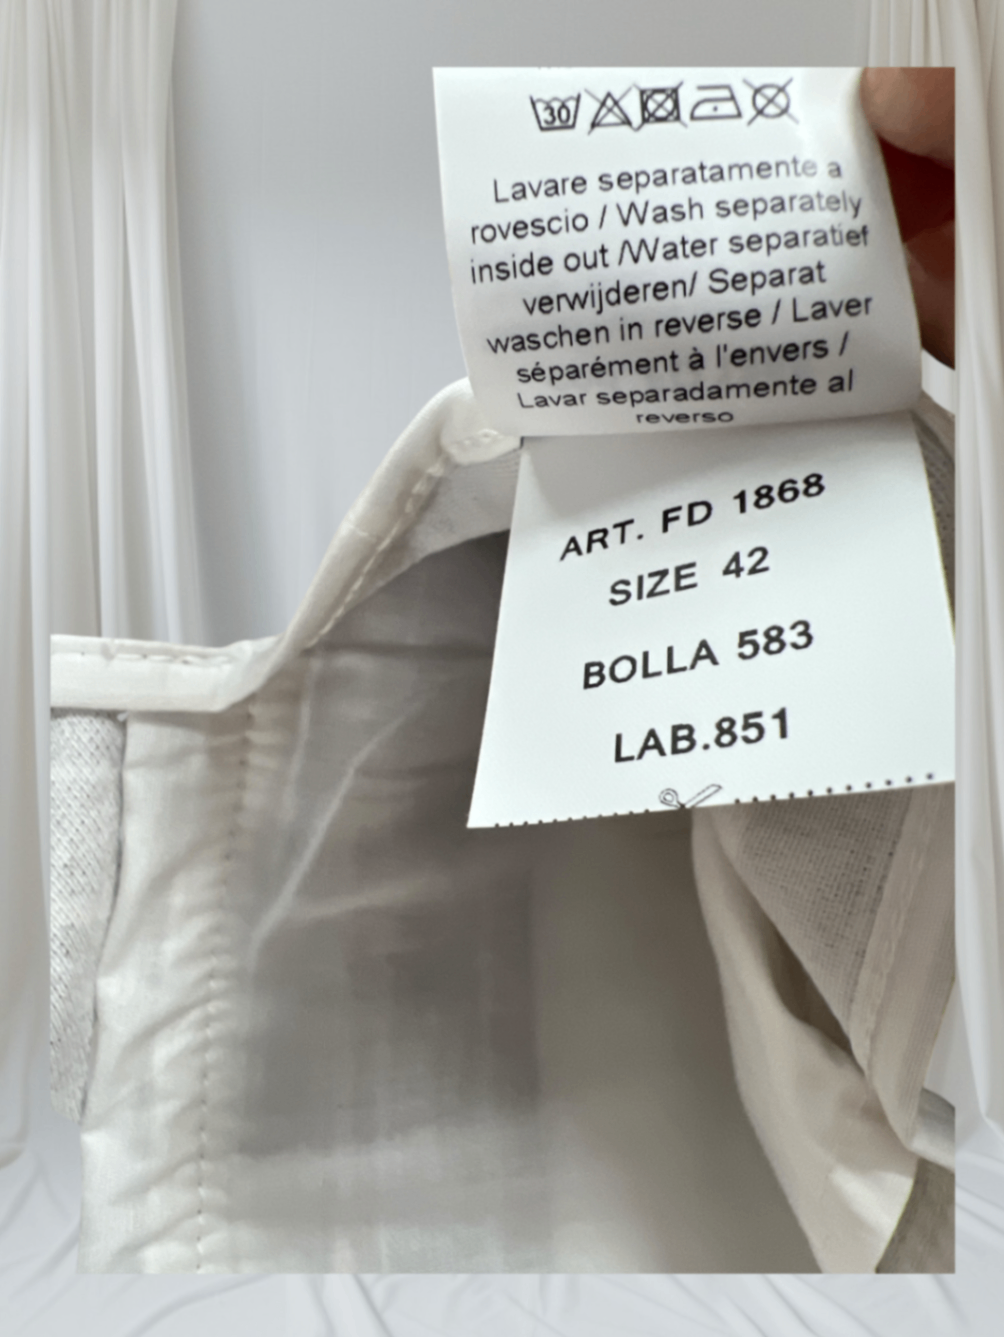 30
Lavare separatamente a
rovescio / Wash separately
inside out /Water separatief
verwijderen/ Separat
waschen in reverse / Laver
séparément à l'envers /
Lavar separadamente al
reverso
ART. FD 1868
SIZE 42
BOLLA 583
LAB.851